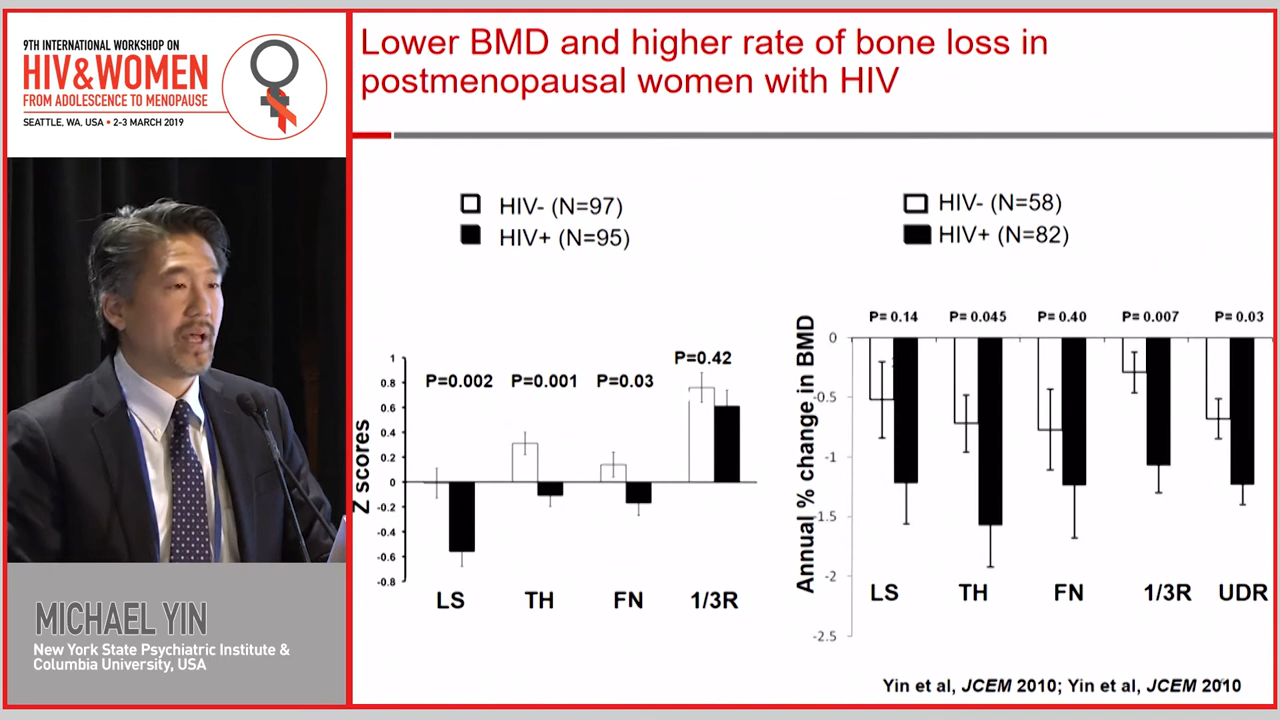 9TH INTERNATIONAL WORKSHOP ON
HIV&WOMEN
FROM ADOLESCENCE TO MENOPAUSE
SEATTLE, WA, USA • 2-3 MARCH 2019
MICHAEL YIN
New York State Psychiatric Institute &
Columbia University, USA
Lower BMD and higher rate of bone loss in
postmenopausal women with HIV
HIV- (N=97)
HIV+ (N=95)
P=0.002 P=0.001 P=0.03 P=0.42
Z scores
1
0.8
0.6
0.4
0.2
0
-0.2
-0.4
-0.6
-0.8
LS TH FN 1/3R
HIV- (N=58)
HIV+ (N=82)
P= 0.14 P= 0.045 P= 0.40 P= 0.007 P= 0.03
Annual % change in BMD
0
-0.5
-1
-1.5
-2
-2.5
LS TH FN 1/3R UDR
Yin et al, JCEM 2010; Yin et al, JCEM 2010